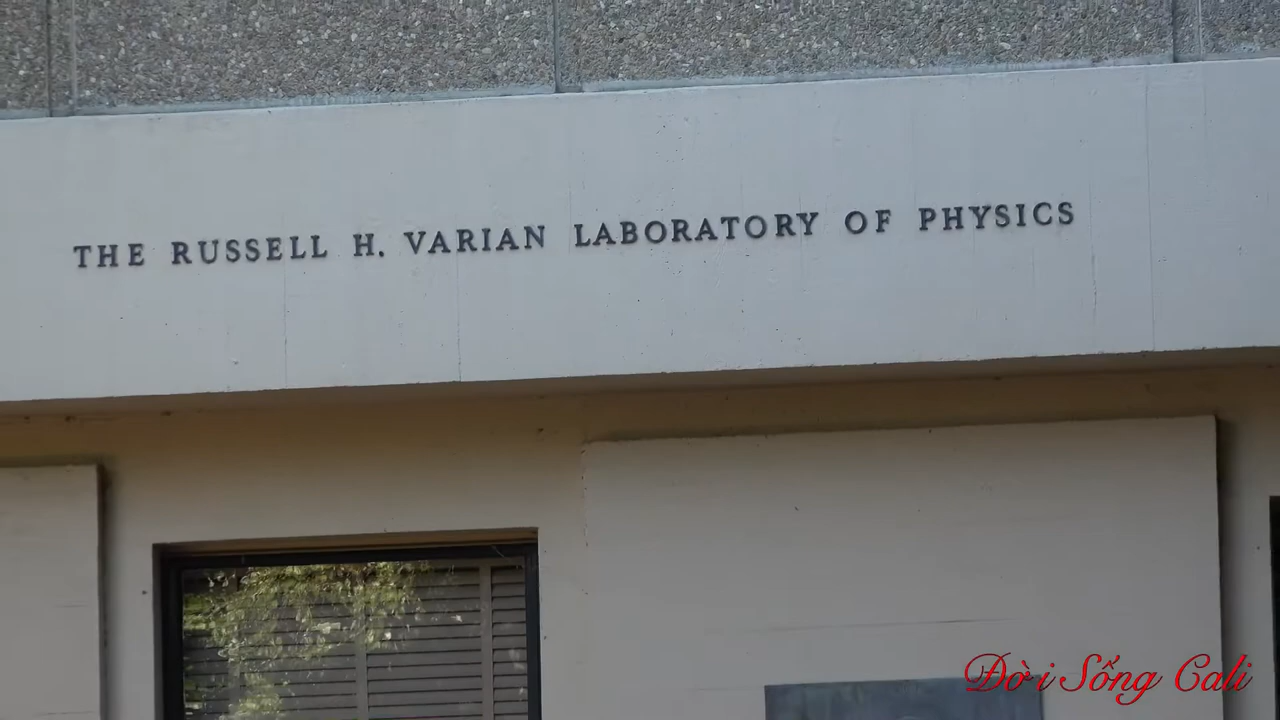 THE RUSSELL H. VARIAN LABORATORY OF PHYSICS
Đời Sống Cali